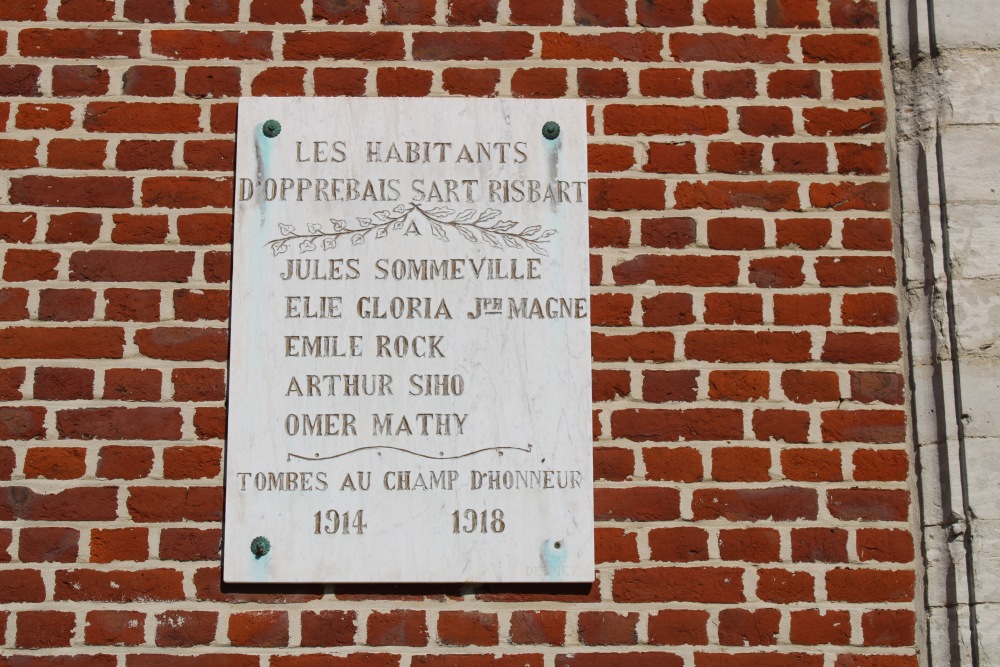 LES HABITANTS
D'OPPREBAIS SART RISBART
A
JULES SOMMEVILLE
ELIE GLORIA JPH MAGNE
EMILE ROCK
ARTHUR SIHO
OMER MATHY
TOMBES AU CHAMP D'HONNEUR
1914 1918